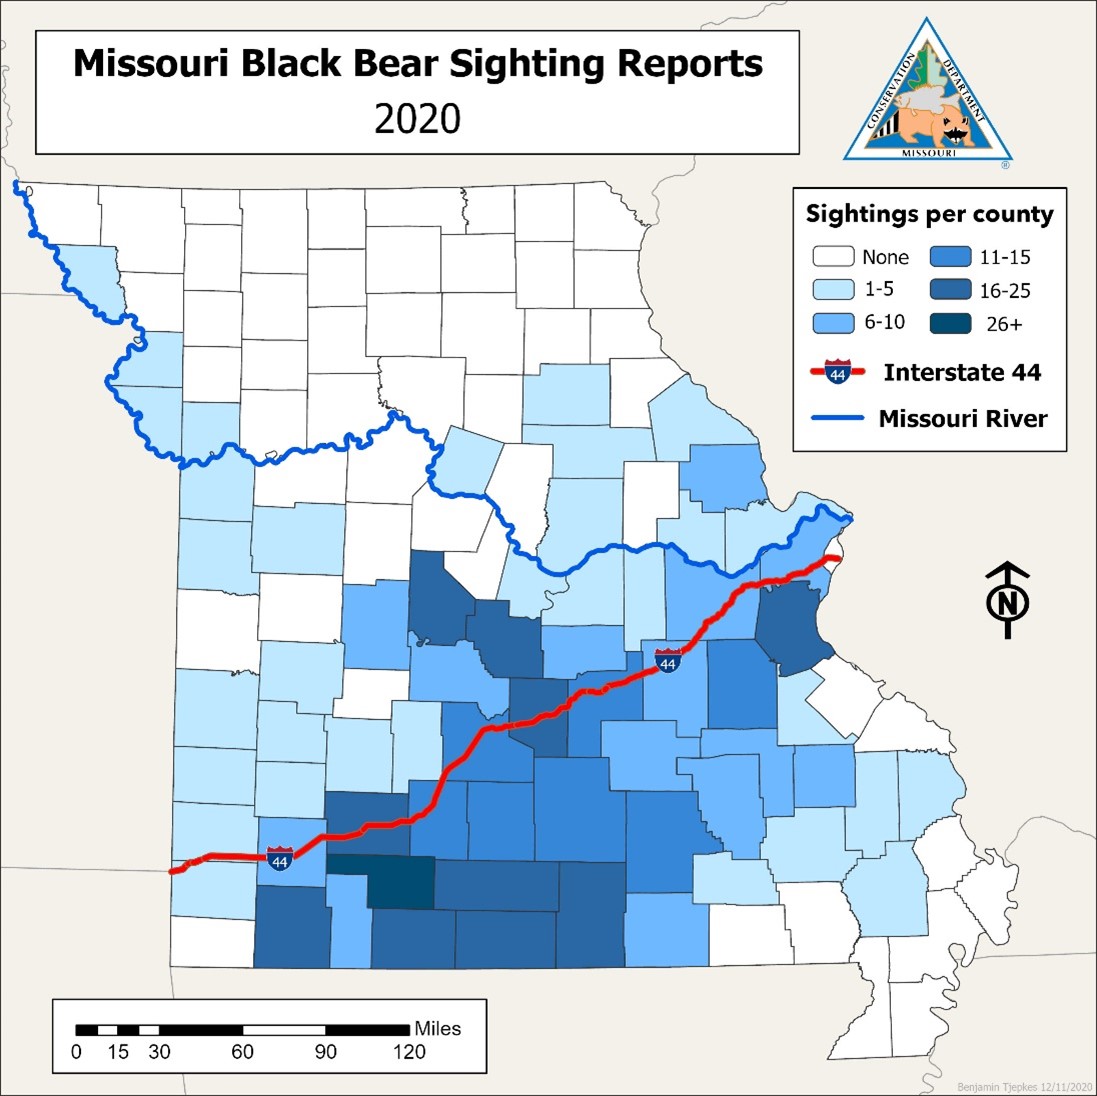 Missouri Black Bear Sighting Reports
2020
CONSERVATION
DEPARTMENT
MISSOURI
®
Sightings per county
None
11-15
1-5
16-25
6-10
26+
44
Interstate 44
Missouri River
N
44
44
Miles
0 15 30 60 90 120
Benjamin Tjepkes 12/11/2020